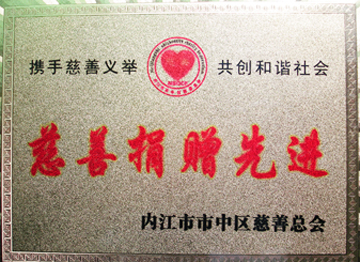 携手慈善义举 共创和谐社会
慈善捐赠先进
内江市市中区慈善总会